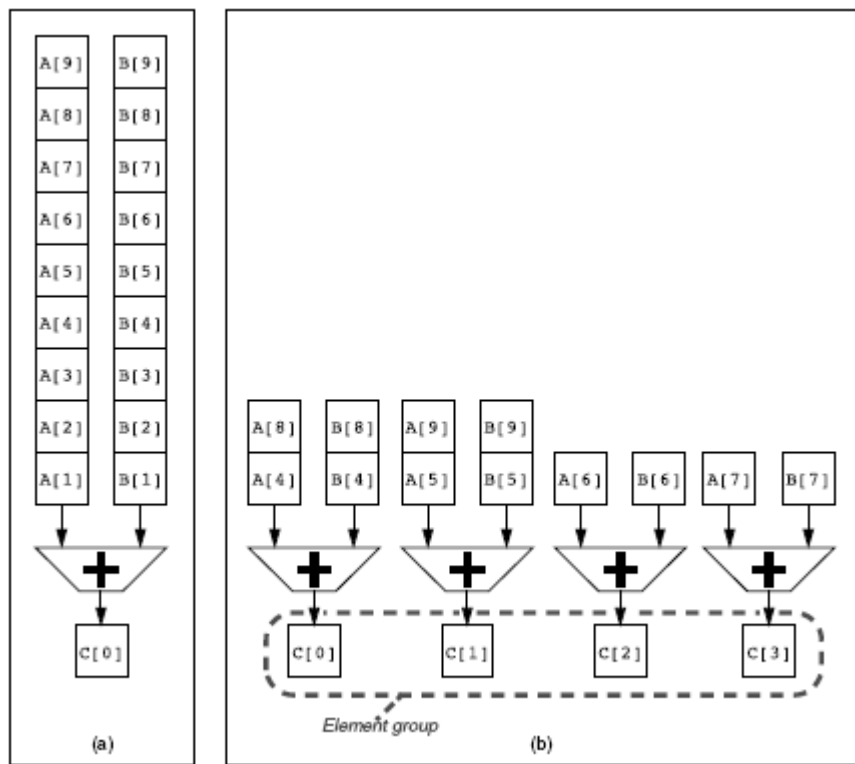 A[9] B[9]
A[8] B[8]
A[7] B[7]
A[6] B[6]
A[5] B[5]
A[4] B[4]
A[3] B[3]
A[2] B[2]
A[1] B[1]
+
C[0]
(a)
A[8] B[8] A[9] B[9]
A[4] B[4] A[5] B[5] A[6] B[6] A[7] B[7]
+ + + +
C[0] C[1] C[2] C[3]
Element group
(b)